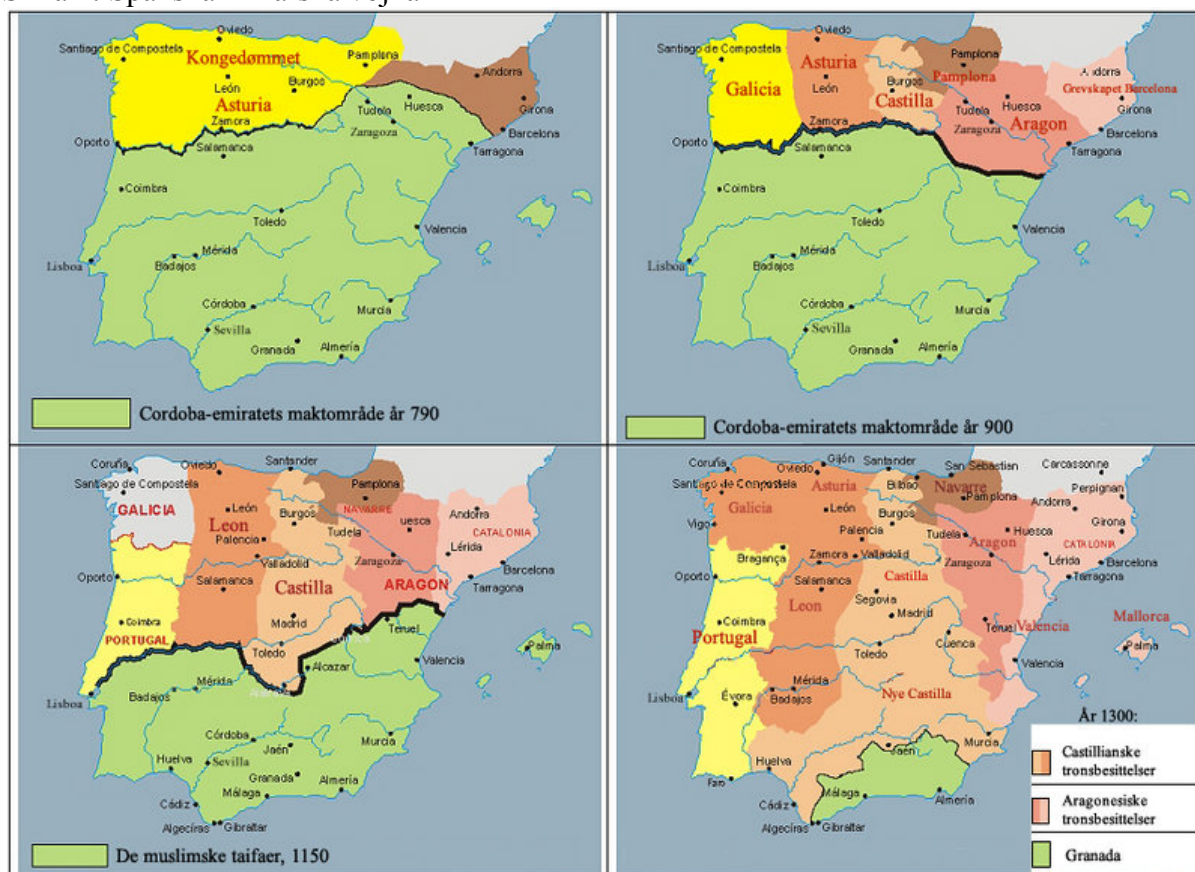 Oviedo
Santiago de Compostela
Kongedømmet
Pamplona
Andorra
León
Burgos
Asturia
Huesca
Tudela
Girona
Zamora
Zaragoza
Barcelona
Oporto
Salamanca
Tarragona
Coimbra
Toledo
Valencia
Mérida
Lisboa
Badajos
Córdoba
Murcia
Sevilla
Granada
Almería
Cordoba-emiratets maktområde år 790
Oviedo
Santiago de Compostela
Asturia
Pamplona
Andorra
Pamplona
Galicia
León
Burgos
Grevskapet Barcelona
Castilla
Huesca
Tudela
Girona
Zamora
Zaragoza
Aragon
Barcelona
Oporto
Salamanca
Tarragona
Coimbra
Toledo
Valencia
Mérida
Lisboa
Badajos
Córdoba
Murcia
Sevilla
Granada
Almería
Cordoba-emiratets maktområde år 900
Coruña
Oviedo
Santander
Santiago de Compostela
Pamplona
GALICIA
León
NAVARRE
Andorra
Leon
Burgos
uesca
CATALONIA
Palencia
Tudela
Lérida
Valladolid
Zaragoza
Barcelona
Oporto
Salamanca
Castilla
ARAGON
Tarragona
Coimbra
Madrid
Teruel
PORTUGAL
Toledo
Palma
Alcazar
Valencia
Mérida
Lisboa
Badajos
Córdoba
Jaén
Murcia
Huelva
Sevilla
Granada
Almería
Cádiz
Málaga
Algecíras
Gibraltar
De muslimske taifaer, 1150
Gijón
Coruña
Oviedo
Santander
San Sebastian
Carcassonne
Santiago de Compostela
Asturia
Bilbao
Navarre
Perpignan
Pamplona
Andorra
Galicia
León
Burgos
Huesca
Girona
Vigo
Palencia
Tudela
Aragon
CATALONIA
Bragança
Zamora
Valladolid
Zaragoza
Lérida
Barcelona
Oporto
Salamanca
Castilla
Tarragona
Segovia
Leon
Madrid
Mallorca
Coimbra
Teruel
Valencia
Portugal
Cuenca
Palma
Toledo
Valencia
Mérida
Lisboa
Badajos
Nye Castilla
Évora
År 1300:
Jaén
Murcia
Castillianske
tronsbesittelser
Huelva
Faro
Málaga
Almería
Cádiz
Aragonesiske
tronsbesittelser
Algecíras
Gibraltar
Granada